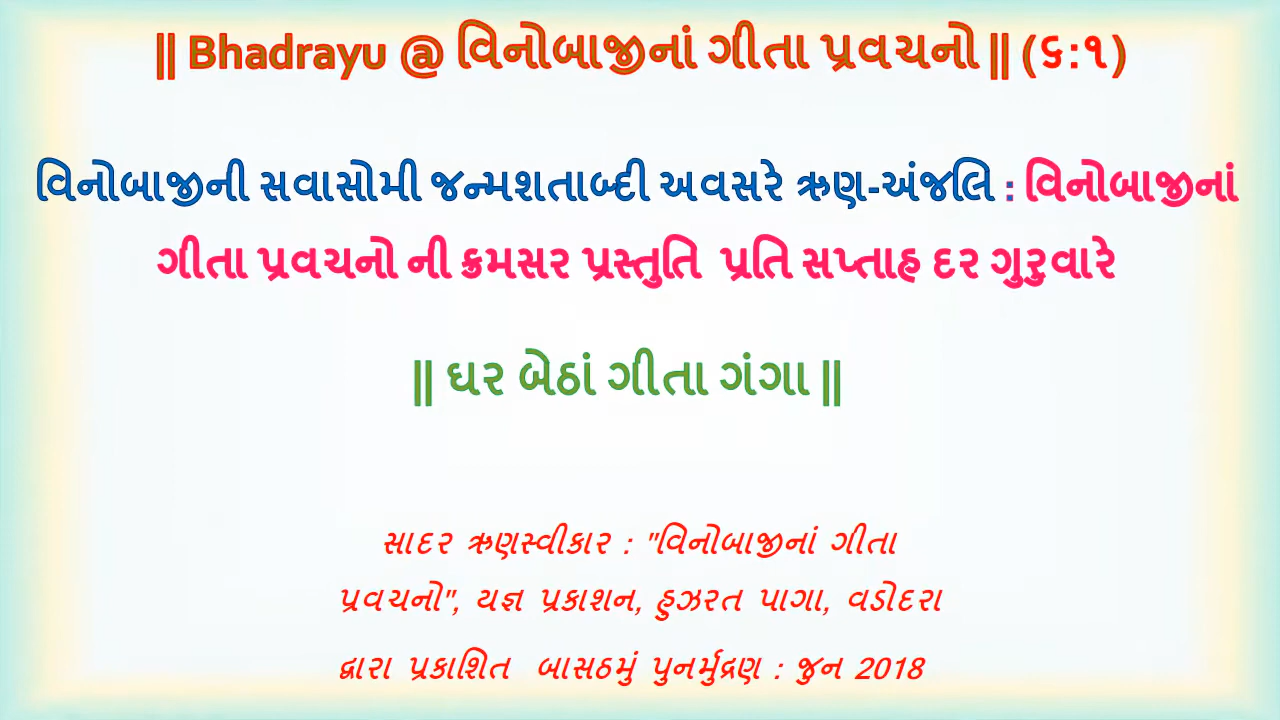 || Bhadrayu @ વિનોબાજીનાં ગીતા પ્રવચનો || (૬:૧)
વિનોબાજીની સવાસોમી જન્મશતાબ્દી અવસરે ઋણ-અંજલિ : વિનોબાજીનાં
ગીતા પ્રવચનો ની ક્રમસર પ્રસ્તુતિ પ્રતિ સપ્તાહ દર ગુરુવારે
|| ઘર બેઠાં ગીતા ગંગા ||
સાદર ઋણસ્વીકાર : "વિનોબાજીનાં ગીતા
પ્રવચનો", યજ્ઞ પ્રકાશન, હુઝરત પાગા, વડોદરા
દ્વારા પ્રકાશિત બાસઠમું પુનર્મુદ્રણ : જુન 2018